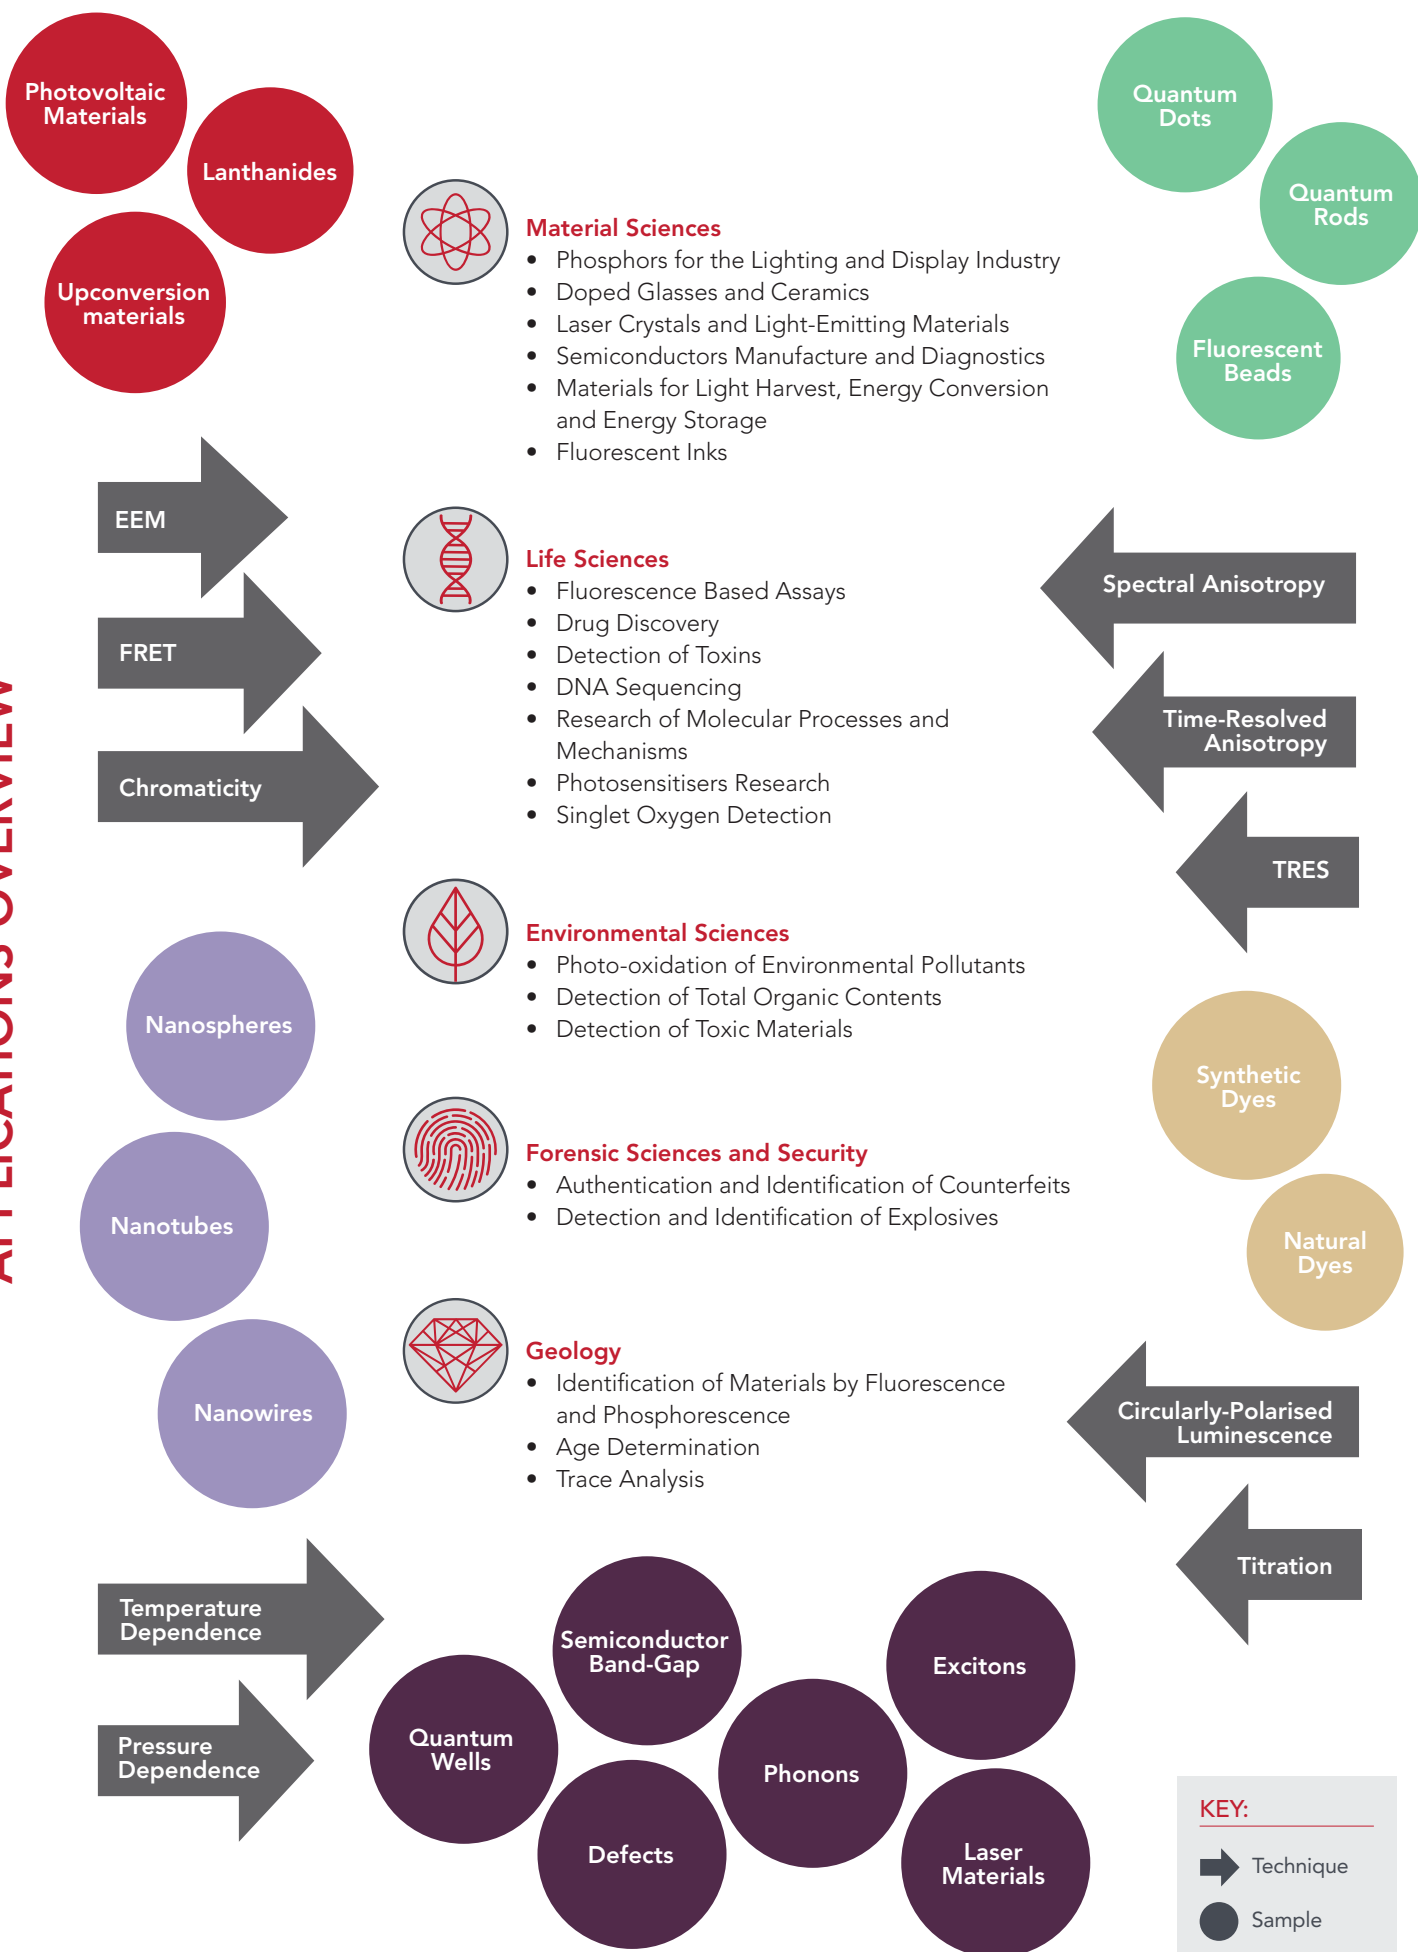 APPLICATIONS OVERVIEW
Photovoltaic
Materials
Lanthanides
Upconversion
materials
Quantum
Dots
Quantum
Rods
Fluorescent
Beads
Material Sciences
• Phosphors for the Lighting and Display Industry
• Doped Glasses and Ceramics
• Laser Crystals and Light-Emitting Materials
• Semiconductors Manufacture and Diagnostics
• Materials for Light Harvest, Energy Conversion
and Energy Storage
• Fluorescent Inks
EEM
FRET
Chromaticity
Life Sciences
• Fluorescence Based Assays
• Drug Discovery
• Detection of Toxins
• DNA Sequencing
• Research of Molecular Processes and
Mechanisms
• Photosensitisers Research
• Singlet Oxygen Detection
Spectral Anisotropy
Time-Resolved
Anisotropy
TRES
Environmental Sciences
• Photo-oxidation of Environmental Pollutants
• Detection of Total Organic Contents
• Detection of Toxic Materials
Nanospheres
Nanotubes
Nanowires
Synthetic
Dyes
Natural
Dyes
Forensic Sciences and Security
• Authentication and Identification of Counterfeits
• Detection and Identification of Explosives
Geology
• Identification of Materials by Fluorescence
and Phosphorescence
• Age Determination
• Trace Analysis
Circularly-Polarised
Luminescence
Titration
Temperature
Dependence
Pressure
Dependence
Semiconductor
Band-Gap
Excitons
Quantum
Wells
Phonons
Defects
Laser
Materials
KEY:
Technique
Sample